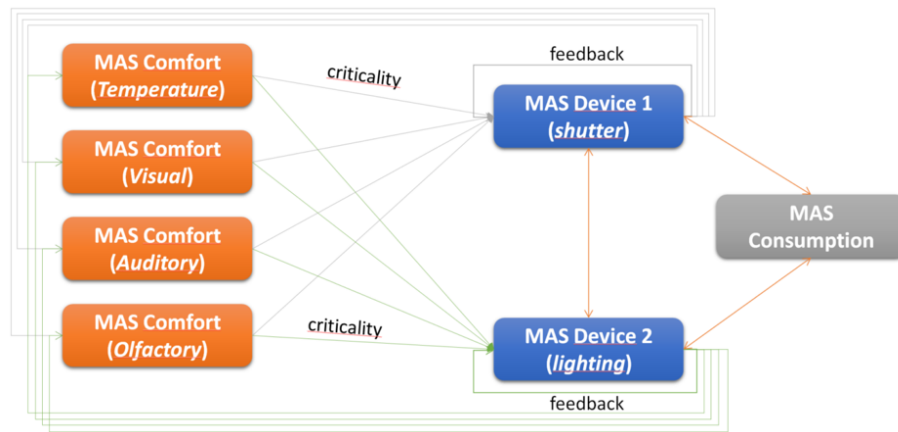 feedback
MAS Comfort
(Temperature)
criticality
MAS Device 1
(shutter)
MAS Comfort
(Visual)
MAS
Consumption
MAS Comfort
(Auditory)
MAS Comfort
(Olfactory)
criticality
MAS Device 2
(lighting)
feedback